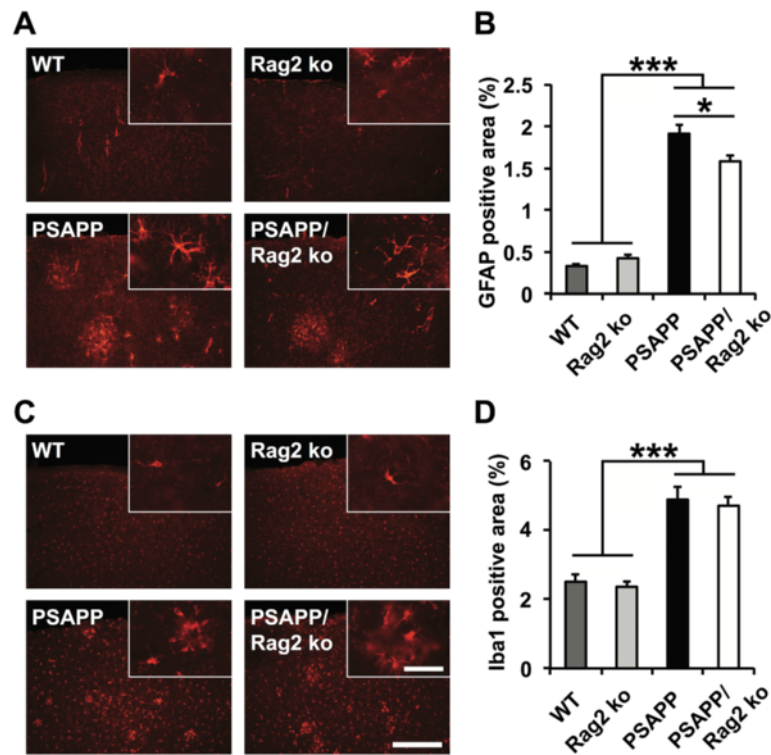 A
WT
Rag2 ko
PSAPP
PSAPP/
Rag2 ko
B
***
*
GFAP positive area (%)
2.5
2
1.5
1
0.5
0
WT
Rag2 ko
PSAPP
PSAPP/
Rag2 ko
C
WT
Rag2 ko
PSAPP
PSAPP/
Rag2 ko
D
***
Iba1 positive area (%)
6
4
2
0
WT
Rag2 ko
PSAPP
PSAPP/
Rag2 ko